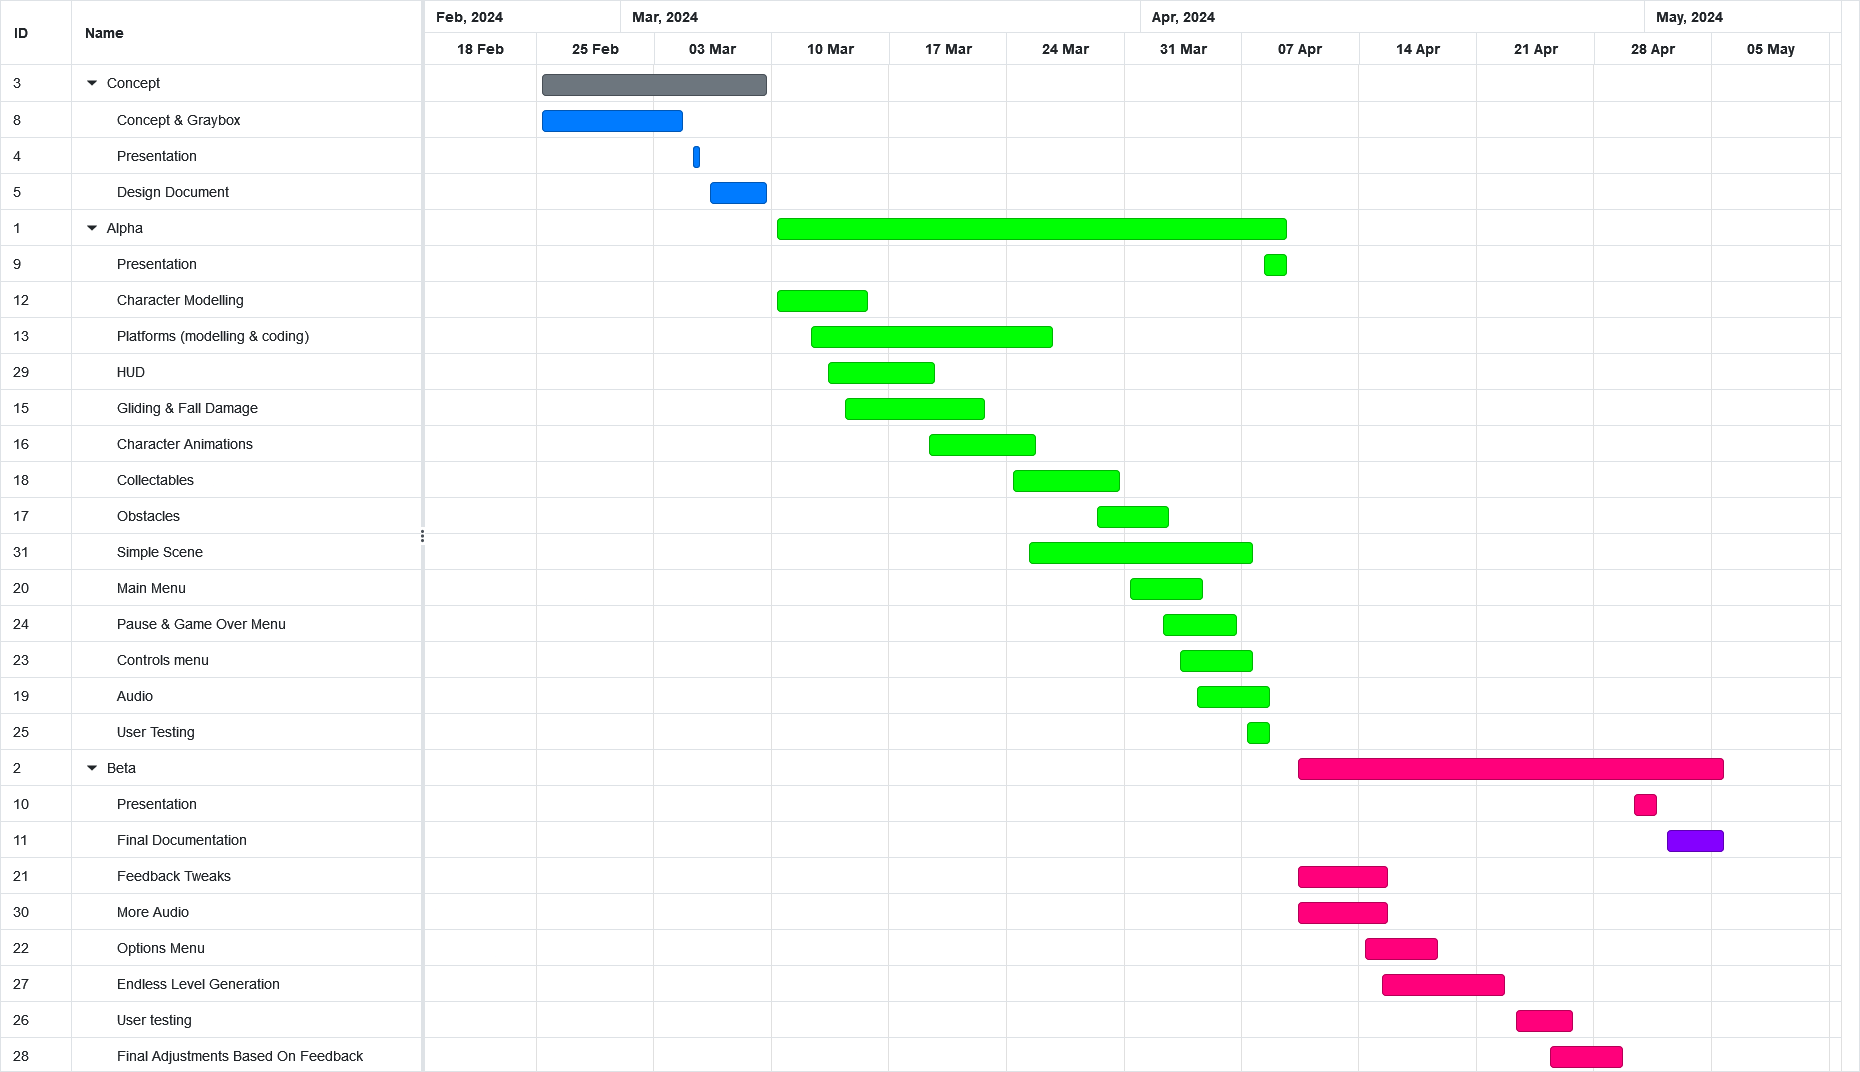 ID Name Feb, 2024 Mar, 2024 Apr, 2024 May, 2024
18 Feb 25 Feb 03 Mar 10 Mar 17 Mar 24 Mar 31 Mar 07 Apr 14 Apr 21 Apr 28 Apr 05 May
3 Concept
8 Concept & Graybox
4 Presentation
5 Design Document
1 Alpha
9 Presentation
12 Character Modelling
13 Platforms (modelling & coding)
29 HUD
15 Gliding & Fall Damage
16 Character Animations
18 Collectables
17 Obstacles
31 Simple Scene
20 Main Menu
24 Pause & Game Over Menu
23 Controls menu
19 Audio
25 User Testing
2 Beta
10 Presentation
11 Final Documentation
21 Feedback Tweaks
30 More Audio
22 Options Menu
27 Endless Level Generation
26 User testing
28 Final Adjustments Based On Feedback